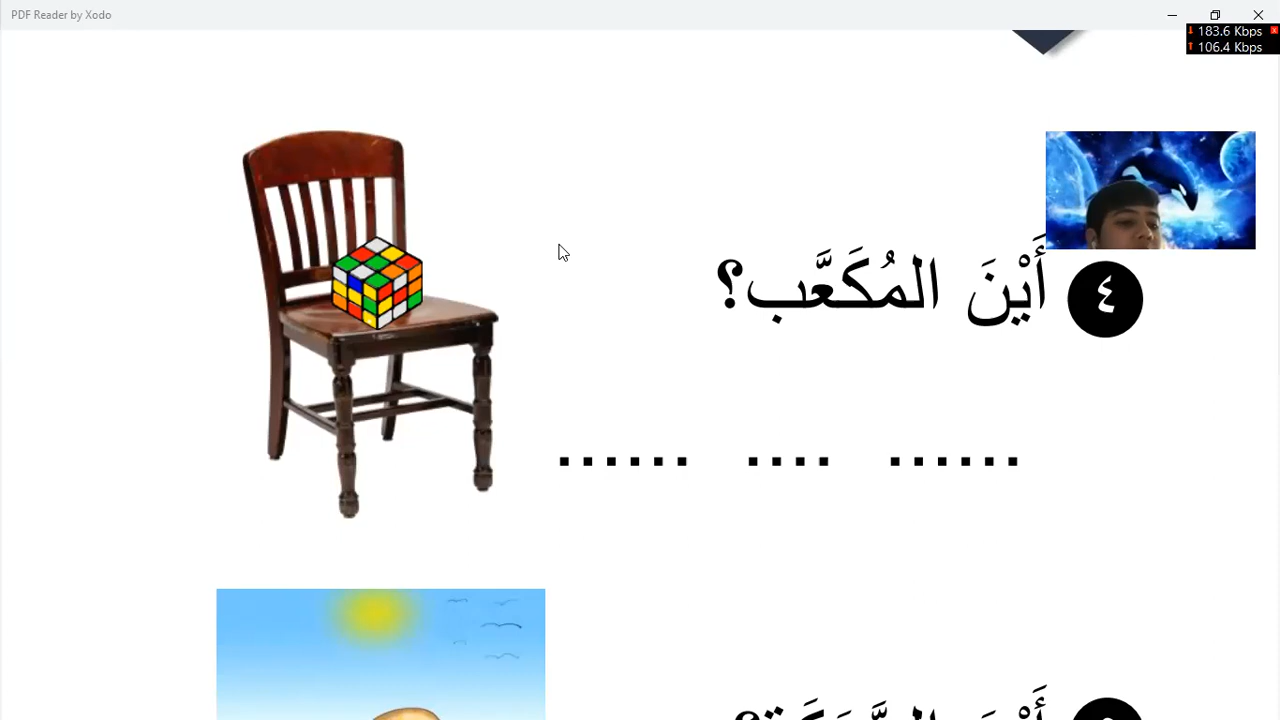 PDF Reader by Xodo
183.6 Kbps
106.4 Kbps
٤ أَيْنَ المُكَعَّب؟
...... .... ......